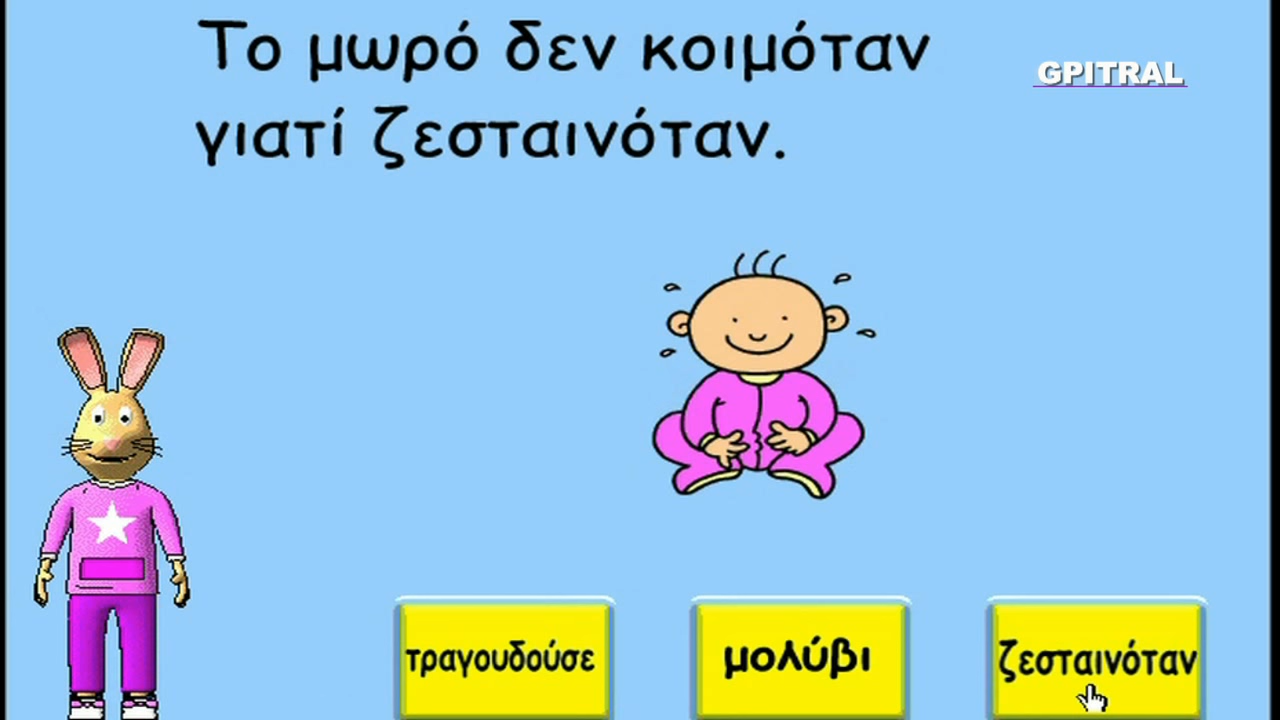 Το μωρό δεν κοιμόταν
γιατί ζεσταινόταν.
GPITRAL
τραγουδούσε
μολύβι
ζεσταινόταν